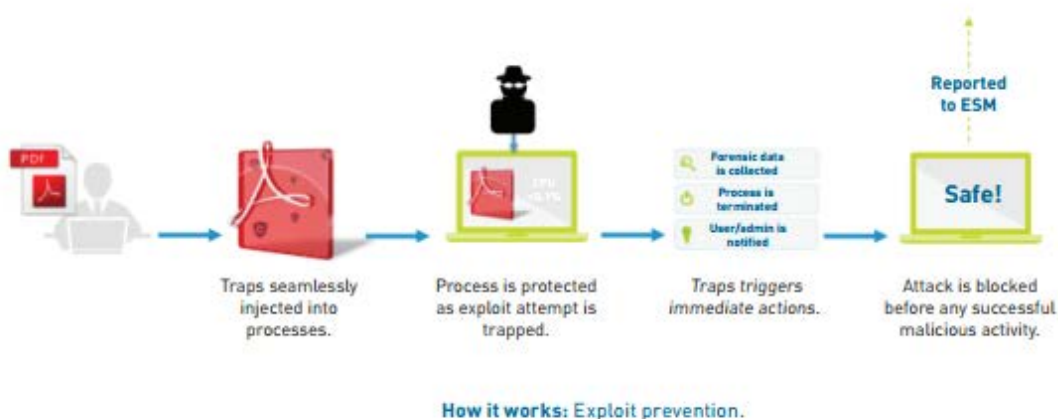 Reported
to ESM
PDF
Forensic data
is collected
Process is
terminated
User/admin is
notified
Safe!
Traps seamlessly
injected into
processes.
Process is protected
as exploit attempt is
trapped.
Traps triggers
immediate actions.
Attack is blocked
before any successful
malicious activity.
How it works: Exploit prevention.